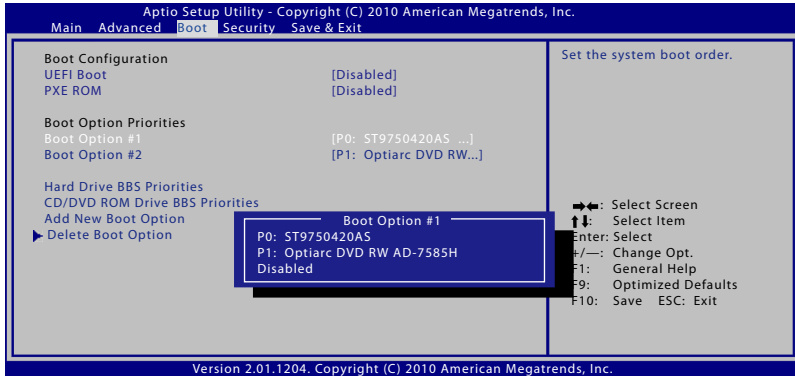 Aptio Setup Utility - Copyright (C) 2010 American Megatrends, Inc.
Main Advanced Boot Security Save & Exit
Boot Configuration
UEFI Boot [Disabled]
PXE ROM [Disabled]
Boot Option Priorities
Boot Option #1 [P0: ST9750420AS ...]
Boot Option #2 [P1: Optiarc DVD RW...]
Hard Drive BBS Priorities
CD/DVD ROM Drive BBS Priorities
Add New Boot Option
Delete Boot Option
Boot Option #1
P0: ST9750420AS
P1: Optiarc DVD RW AD-7585H
Disabled
Set the system boot order.
→←: Select Screen
↑↓: Select Item
Enter: Select
+/—: Change Opt.
F1: General Help
F9: Optimized Defaults
F10: Save ESC: Exit
Version 2.01.1204. Copyright (C) 2010 American Megatrends, Inc.